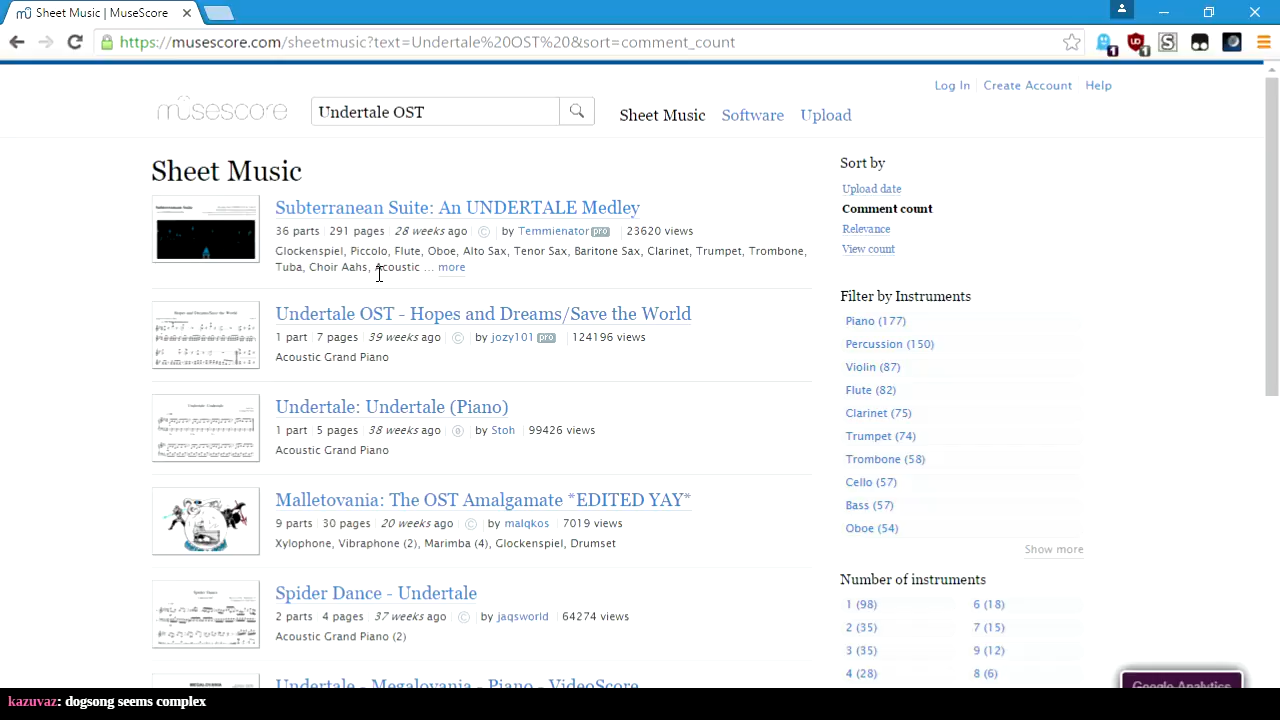 Sheet Music | MuseScore
https://musescore.com/sheetmusic?text=Undertale%20OST%20&sort=comment_count
Log In Create Account Help
musescore
Undertale OST
Sheet Music Software Upload
Sheet Music
Subterranean Suite: An UNDERTALE Medley
36 parts 291 pages 28 weeks ago by Temmienator pro 23620 views
Glockenspiel, Piccolo, Flute, Oboe, Alto Sax, Tenor Sax, Baritone Sax, Clarinet, Trumpet, Trombone,
Tuba, Choir Aahs, Acoustic ... more
Undertale OST - Hopes and Dreams/Save the World
1 part 7 pages 39 weeks ago by jozy101 pro 124196 views
Acoustic Grand Piano
Undertale: Undertale (Piano)
1 part 5 pages 38 weeks ago by Stoh 99426 views
Acoustic Grand Piano
Malletovania: The OST Amalgamate *EDITED YAY*
9 parts 30 pages 20 weeks ago by malqkos 7019 views
Xylophone, Vibraphone (2), Marimba (4), Glockenspiel, Drumset
Spider Dance - Undertale
2 parts 4 pages 37 weeks ago by jaqsworld 64274 views
Acoustic Grand Piano (2)
Undertale - Megalovania - Piano - VideoScore
Sort by
Upload date
Comment count
Relevance
View count
Filter by Instruments
Piano (177)
Percussion (150)
Violin (87)
Flute (82)
Clarinet (75)
Trumpet (74)
Trombone (58)
Cello (57)
Bass (57)
Oboe (54)
Show more
Number of instruments
1 (98) 6 (18)
2 (35) 7 (15)
3 (35) 9 (12)
4 (28) 8 (6)
Google Analytics
kazuvaz: dogsong seems complex